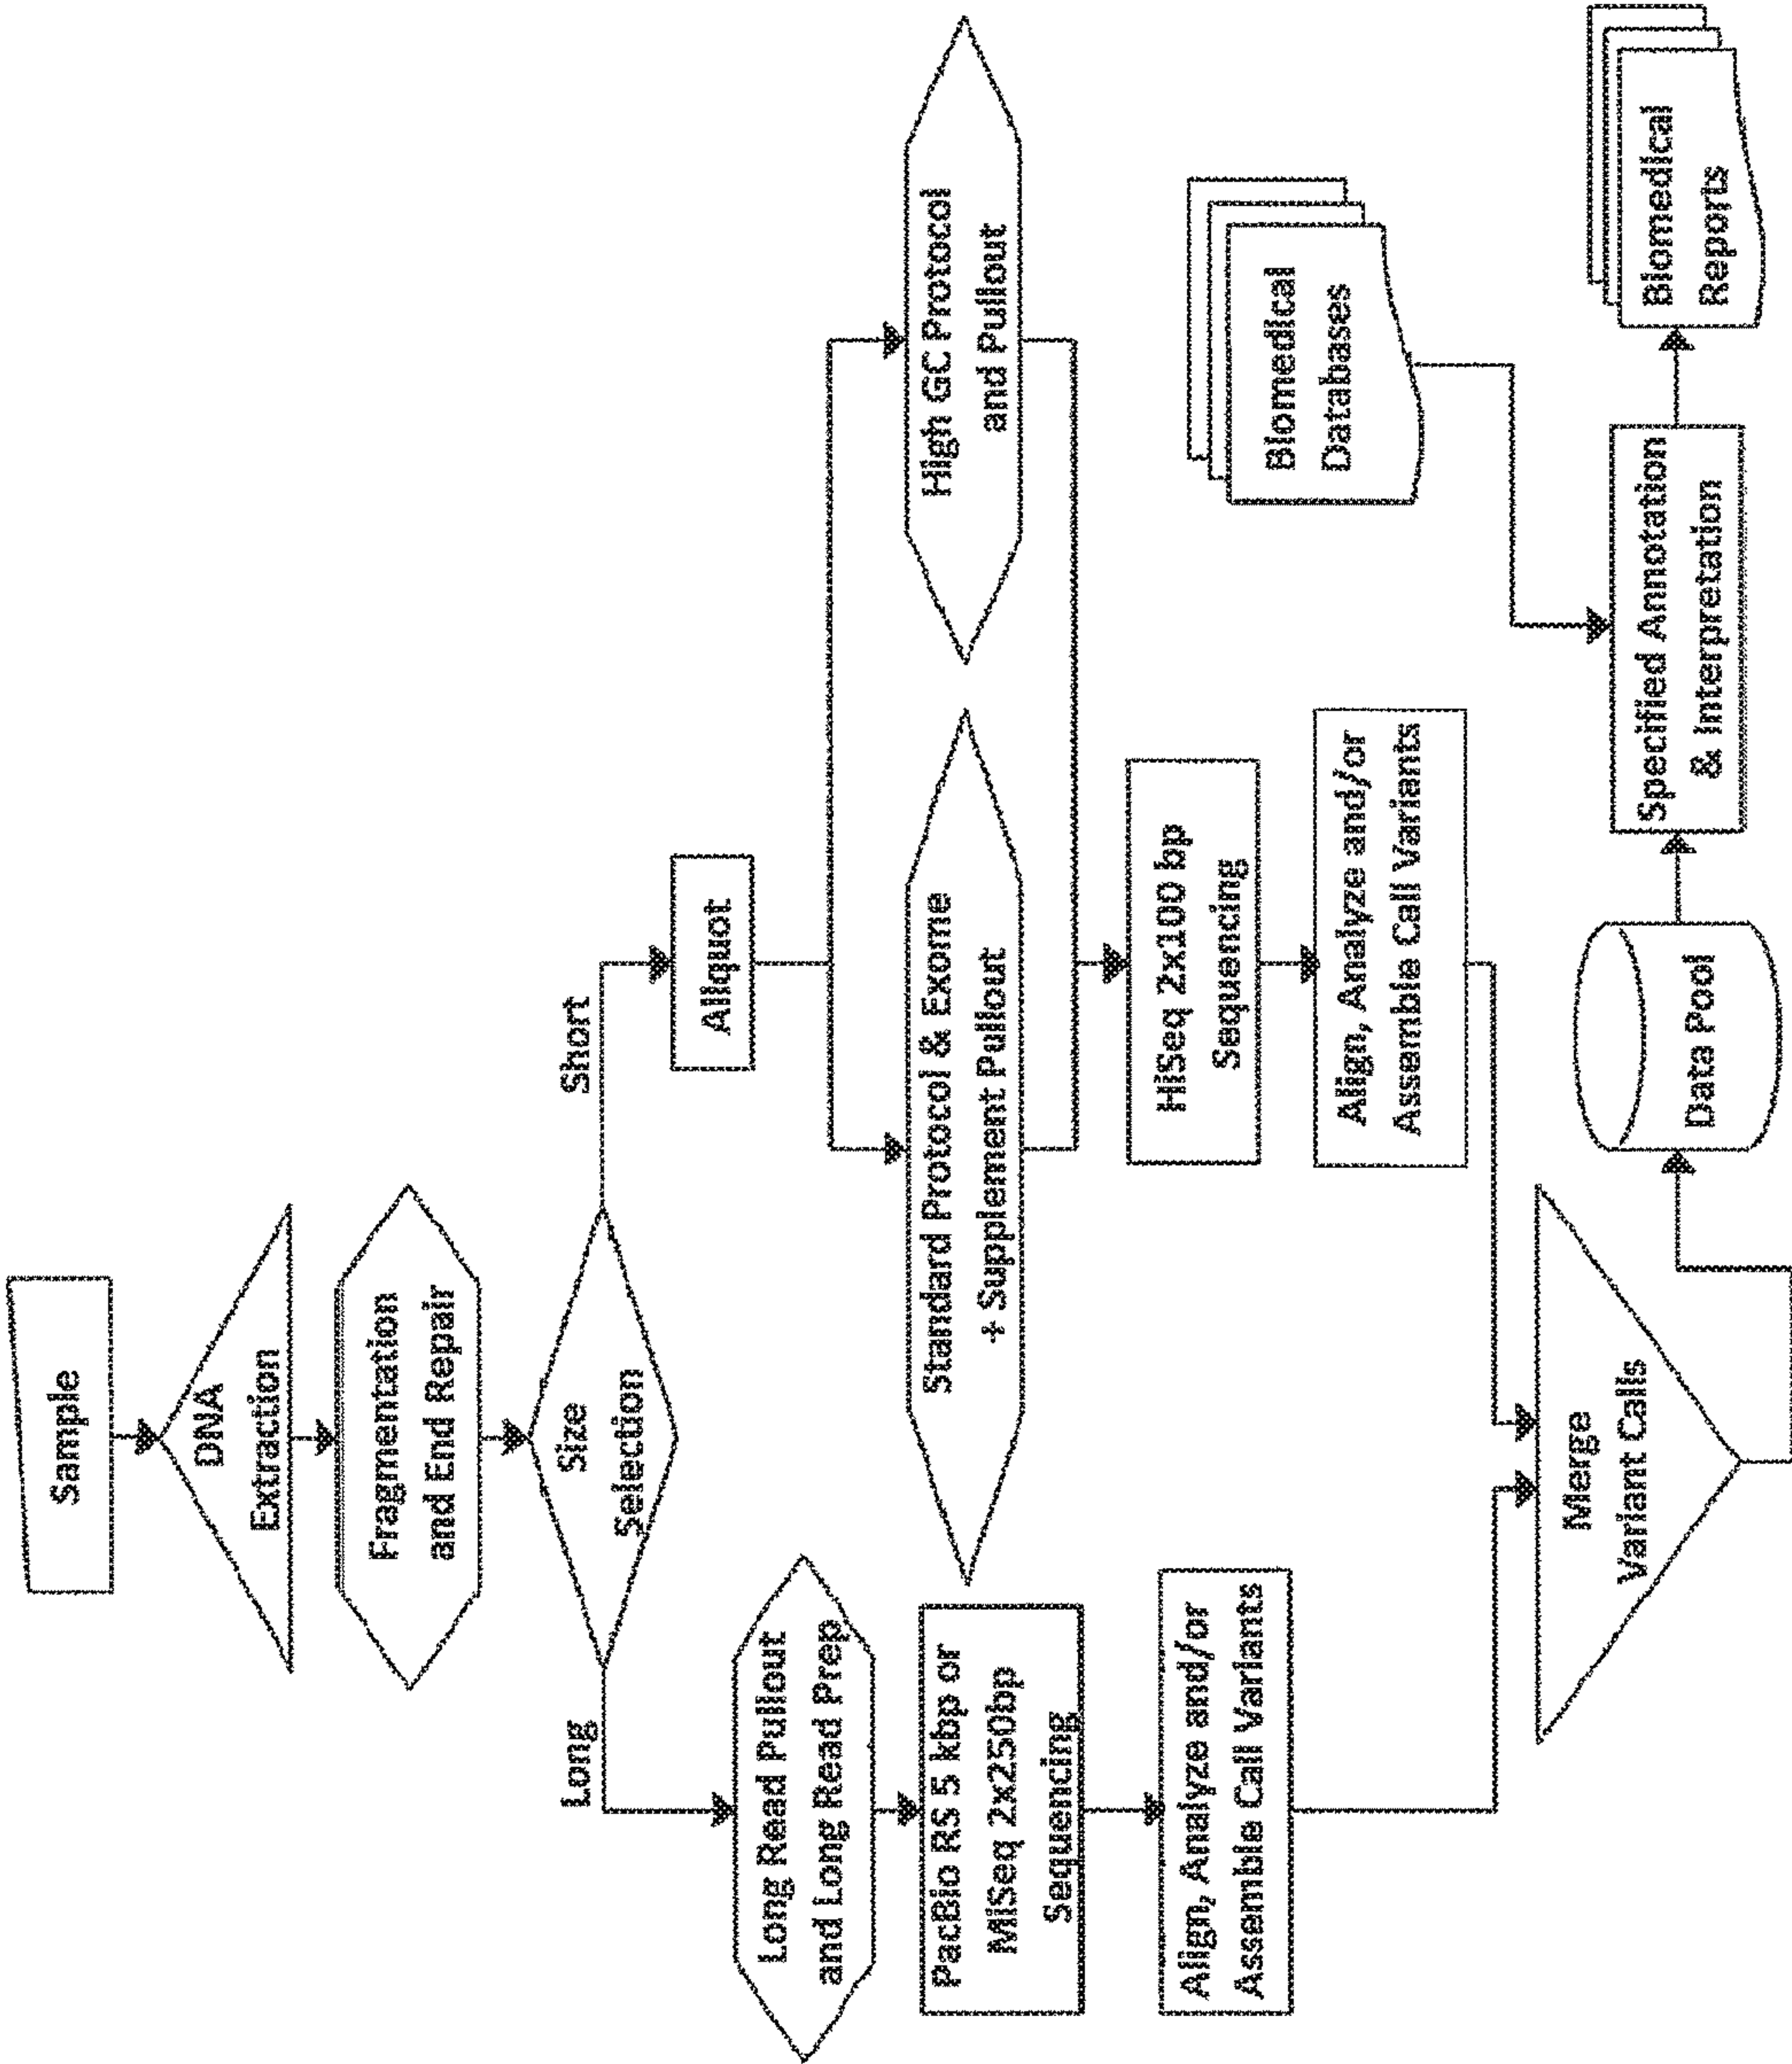 Sample
DNA
Extraction
Fragmentation
and End Repair
Size
Selection
Long
Short
Long Read Pullout
and Long Read Prep
PacBio RS 5 kbp or
MiSeq 2x250bp
Sequencing
Align, Analyze and/or
Assemble Call Variants
Aliquot
Standard Protocol & Exome
+ Supplement Pullout
High GC Protocol
and Pullout
HiSeq 2x100 bp
Sequencing
Align, Analyze and/or
Assemble Call Variants
Merge
Variant Calls
Data Pool
Biomedical
Databases
Specified Annotation
& Interpretation
Biomedical
Reports